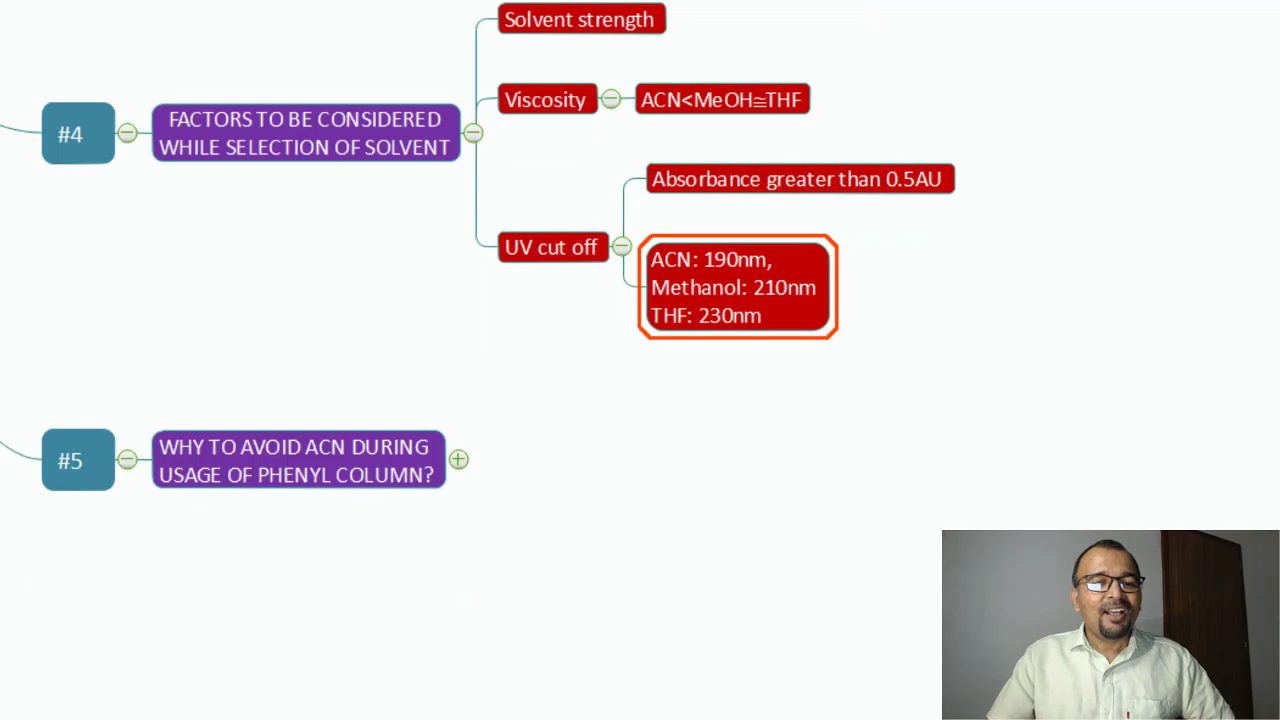 Solvent strength
#4
FACTORS TO BE CONSIDERED
WHILE SELECTION OF SOLVENT
Viscosity
ACN<MeOH≅THF
UV cut off
Absorbance greater than 0.5AU
ACN: 190nm,
Methanol: 210nm
THF: 230nm
#5
WHY TO AVOID ACN DURING
USAGE OF PHENYL COLUMN?